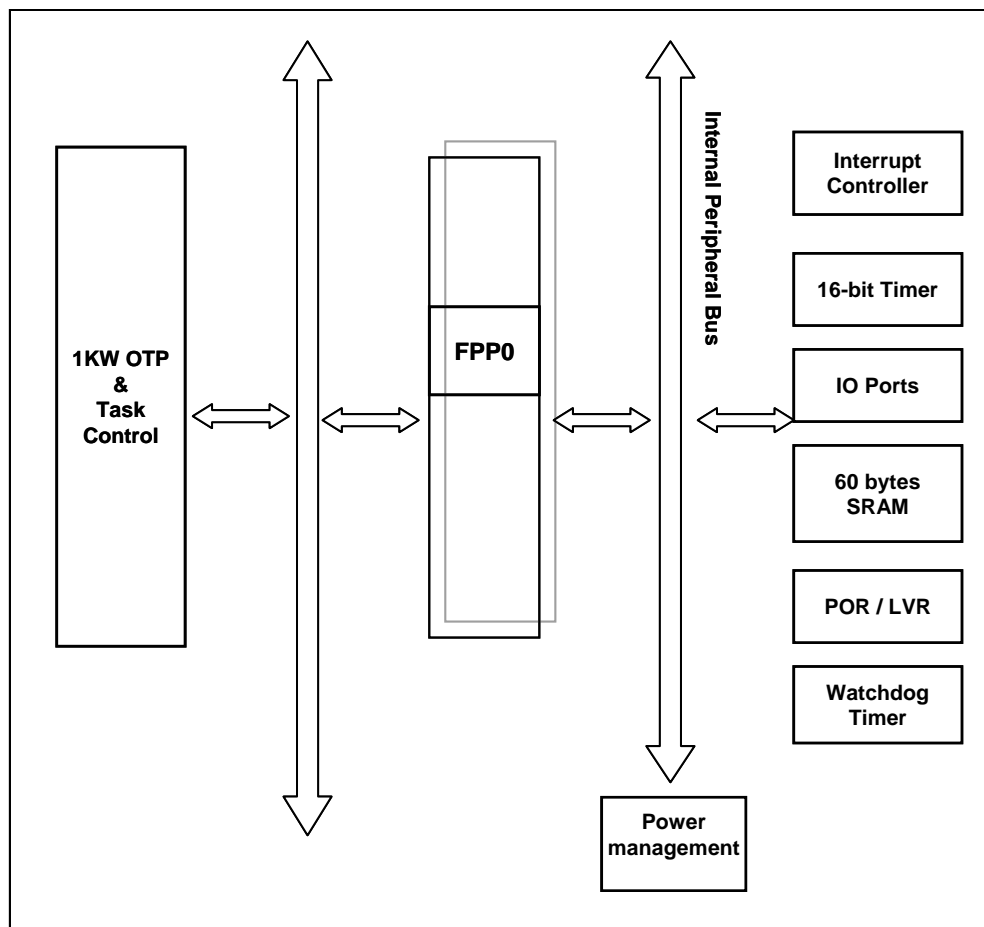 1KW OTP
&
Task
Control
FPP0
Internal Peripheral Bus
Interrupt
Controller
16-bit Timer
IO Ports
60 bytes
SRAM
POR / LVR
Watchdog
Timer
Power
management